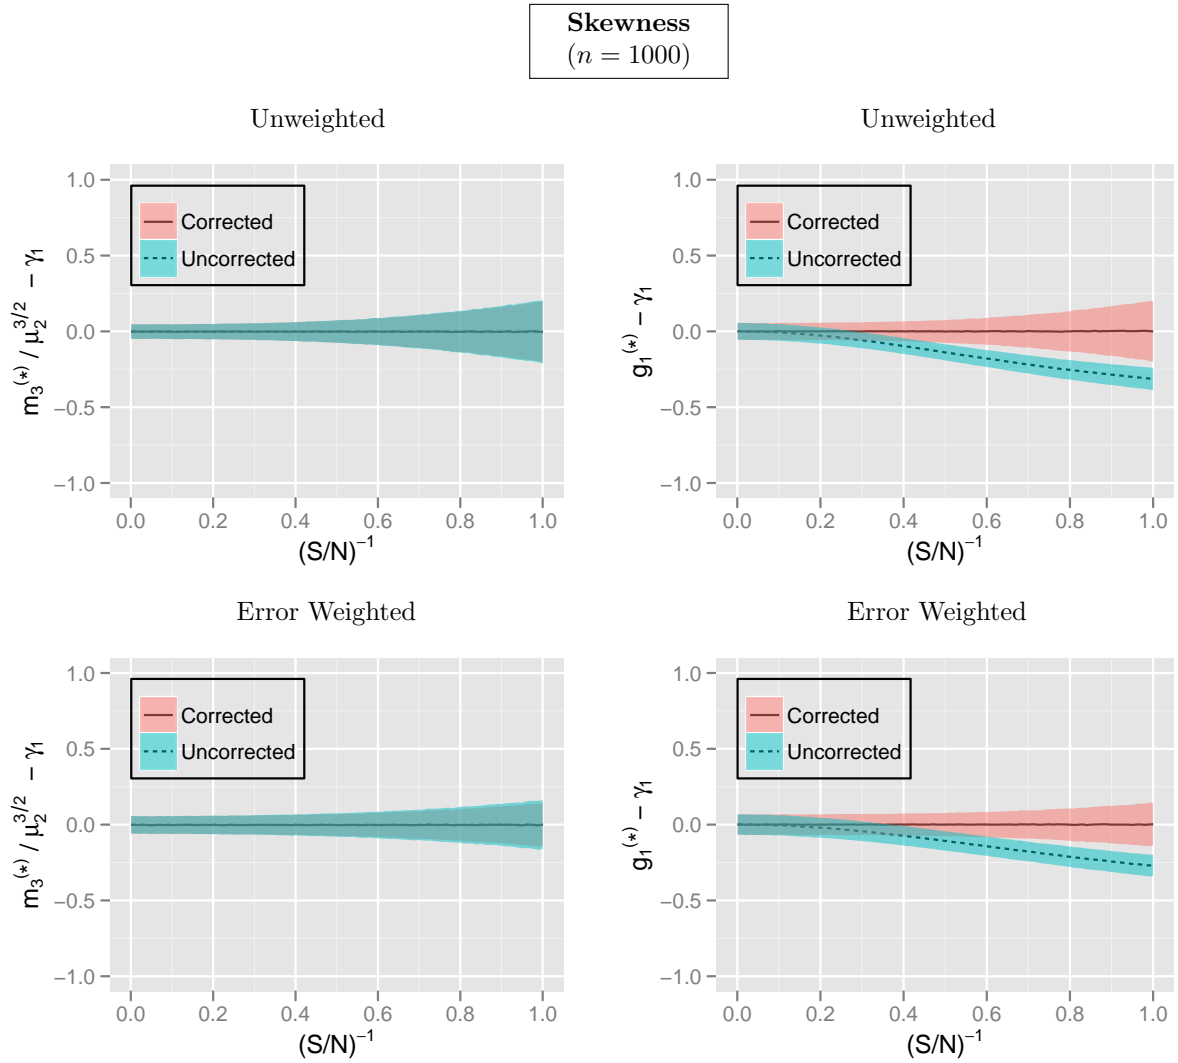 Skewness
(n = 1000)
Unweighted
1.0
0.5
0.0
−0.5
−1.0
m₃⁽*⁾ / μ₂^3/2 − γ₁
Corrected
Uncorrected
0.0 0.2 0.4 0.6 0.8 1.0
(S/N)⁻¹
Unweighted
1.0
0.5
0.0
−0.5
−1.0
g₁⁽*⁾ − γ₁
Corrected
Uncorrected
0.0 0.2 0.4 0.6 0.8 1.0
(S/N)⁻¹
Error Weighted
1.0
0.5
0.0
−0.5
−1.0
m₃⁽*⁾ / μ₂^3/2 − γ₁
Corrected
Uncorrected
0.0 0.2 0.4 0.6 0.8 1.0
(S/N)⁻¹
Error Weighted
1.0
0.5
0.0
−0.5
−1.0
g₁⁽*⁾ − γ₁
Corrected
Uncorrected
0.0 0.2 0.4 0.6 0.8 1.0
(S/N)⁻¹